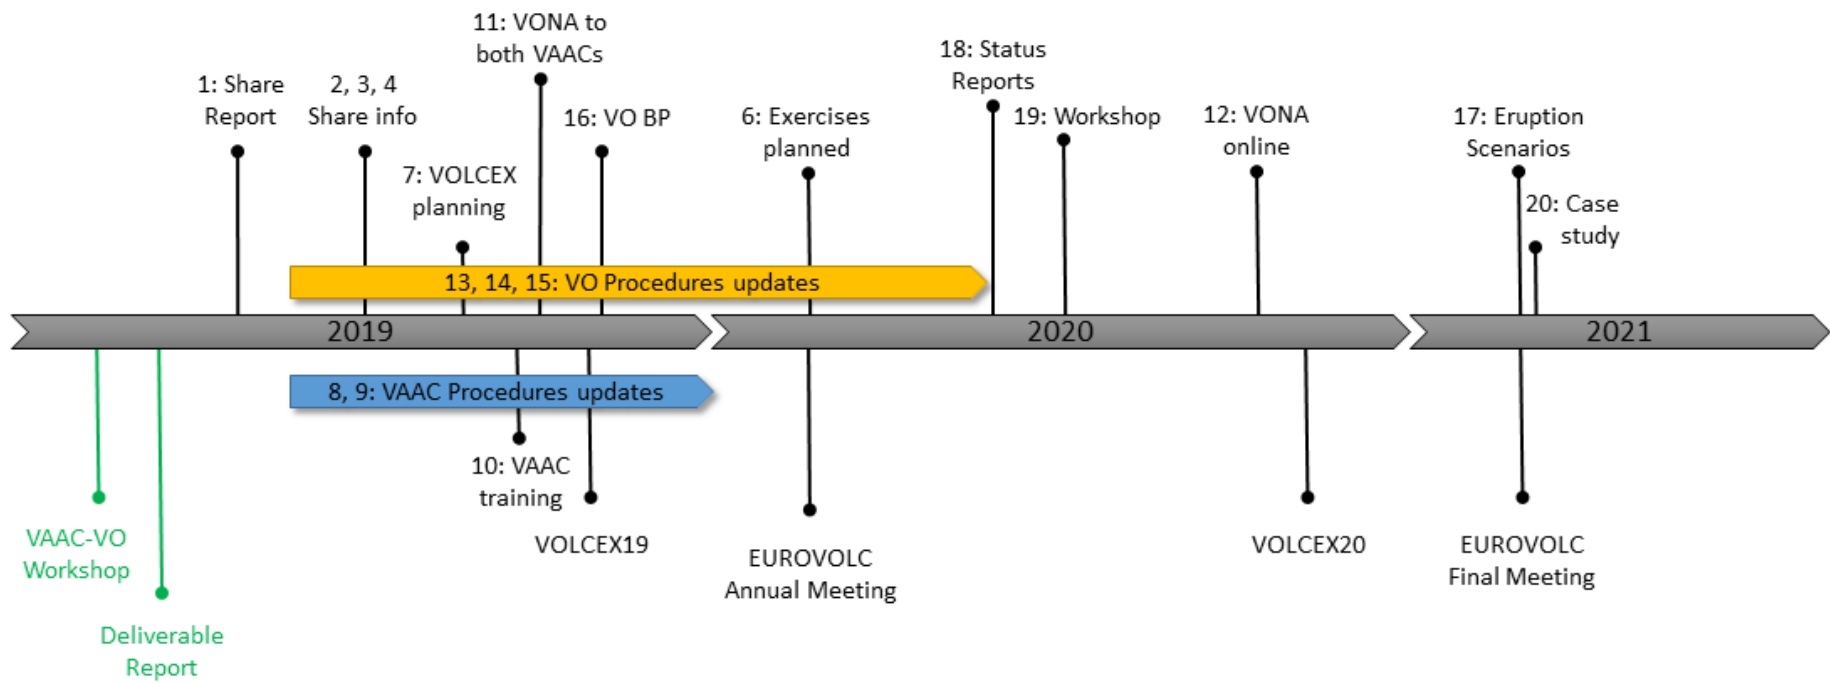 11: VONA to
both VAACs
18: Status
Reports
1: Share
Report
2, 3, 4
Share info
16: VO BP
6: Exercises
planned
19: Workshop
12: VONA
online
17: Eruption
Scenarios
7: VOLCEX
planning
20: Case
study
13, 14, 15: VO Procedures updates
2019
2020
2021
8, 9: VAAC Procedures updates
10: VAAC
training
VAAC-VO
Workshop
VOLCEX19
EUROVOLC
Annual Meeting
VOLCEX20
EUROVOLC
Final Meeting
Deliverable
Report